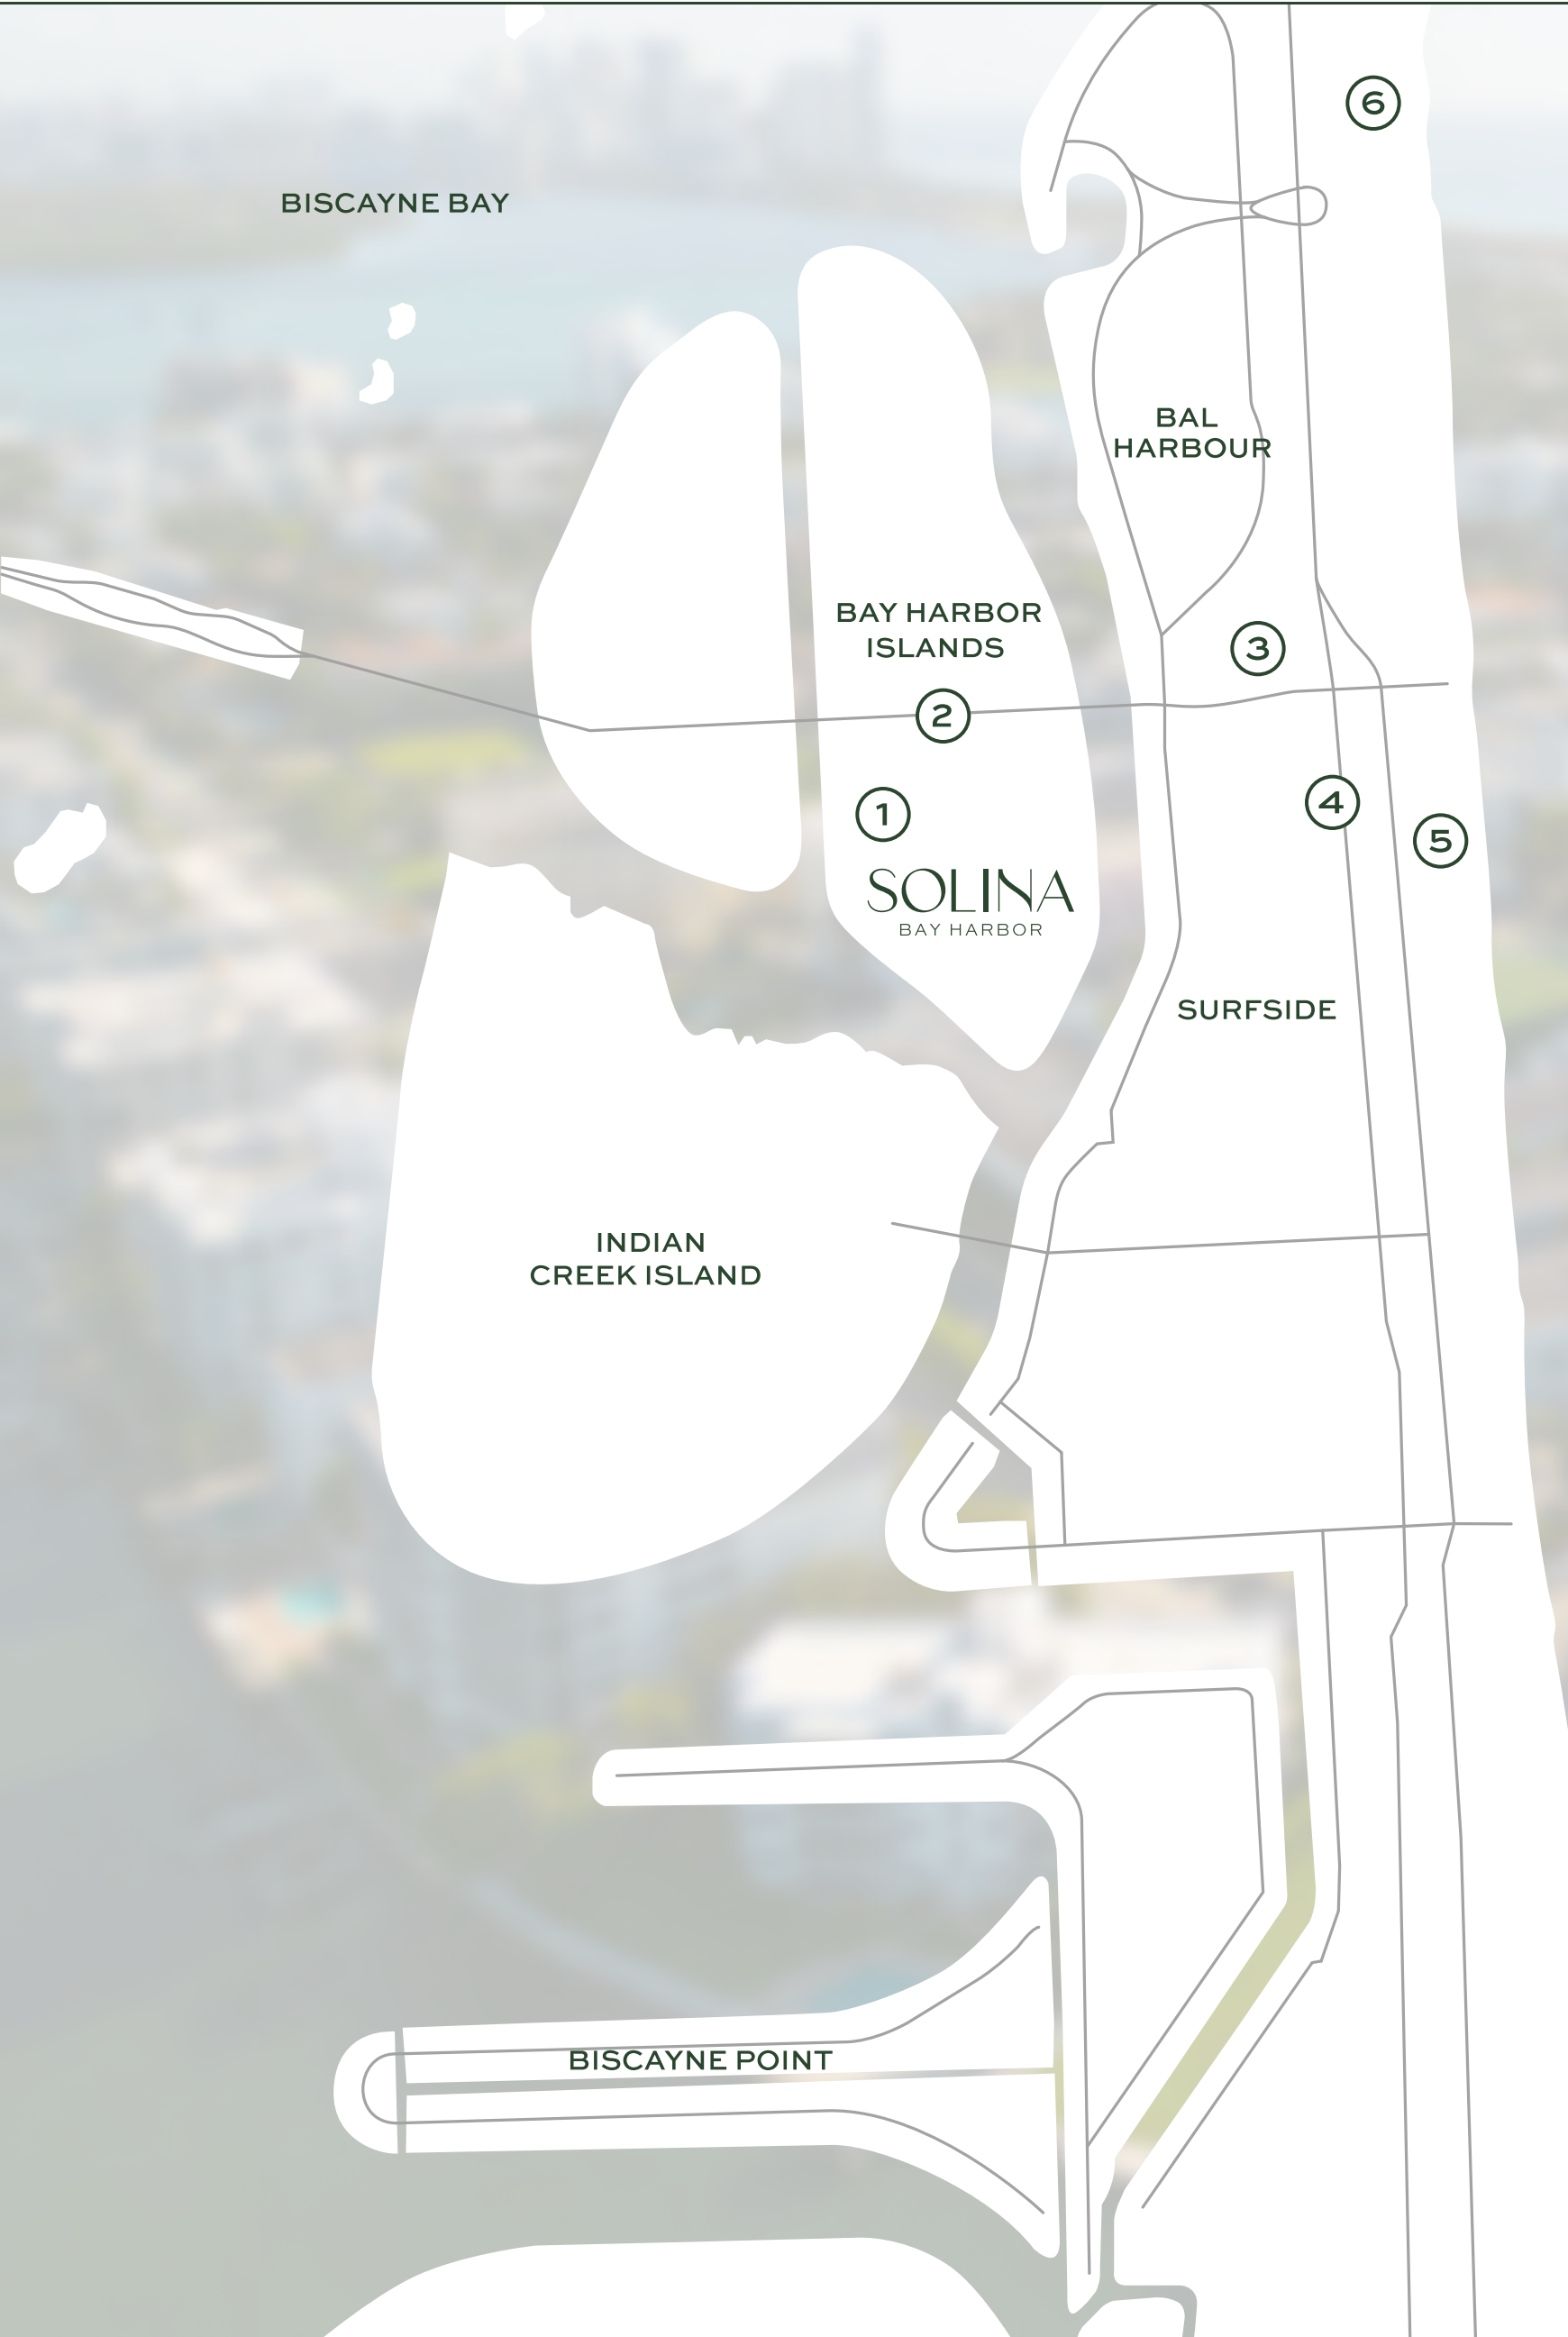 6
BISCAYNE BAY
BAL
HARBOUR
BAY HARBOR
ISLANDS
3
2
4
1
5
SOLINA
BAY HARBOR
SURFSIDE
INDIAN
CREEK ISLAND
BISCAYNE POINT